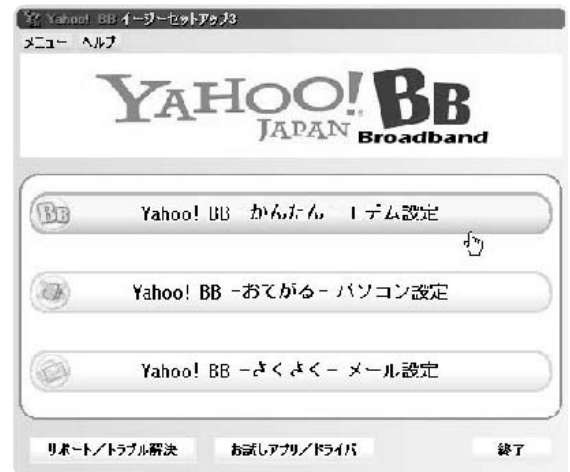 Yahoo! BB イージーセットアップ3
メニュー ヘルプ
YAHOO! BB
JAPAN Broadband
BB Yahoo! BB かんたん モデム設定
Yahoo! BB -おてがる- パソコン設定
Yahoo! BB -さくさく- メール設定
サポート/トラブル解決 お試しアプリ/ドライバ 終了